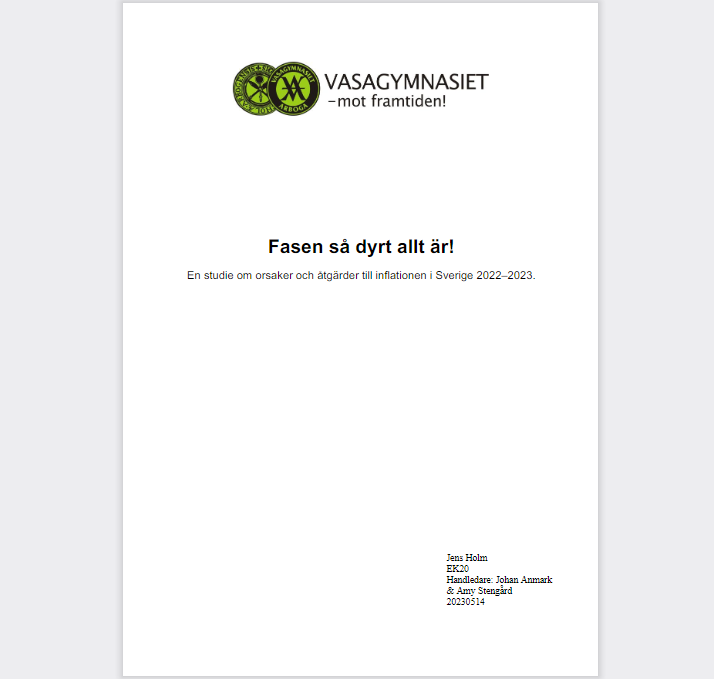 VASAGYMNASIET
–mot framtiden!
VASAGYMNASIET
ARBOGA
Fasen så dyrt allt är!
En studie om orsaker och åtgärder till inflationen i Sverige 2022–2023.
Jens Holm
EK20
Handledare: Johan Anmark
& Amy Stengård
20230514